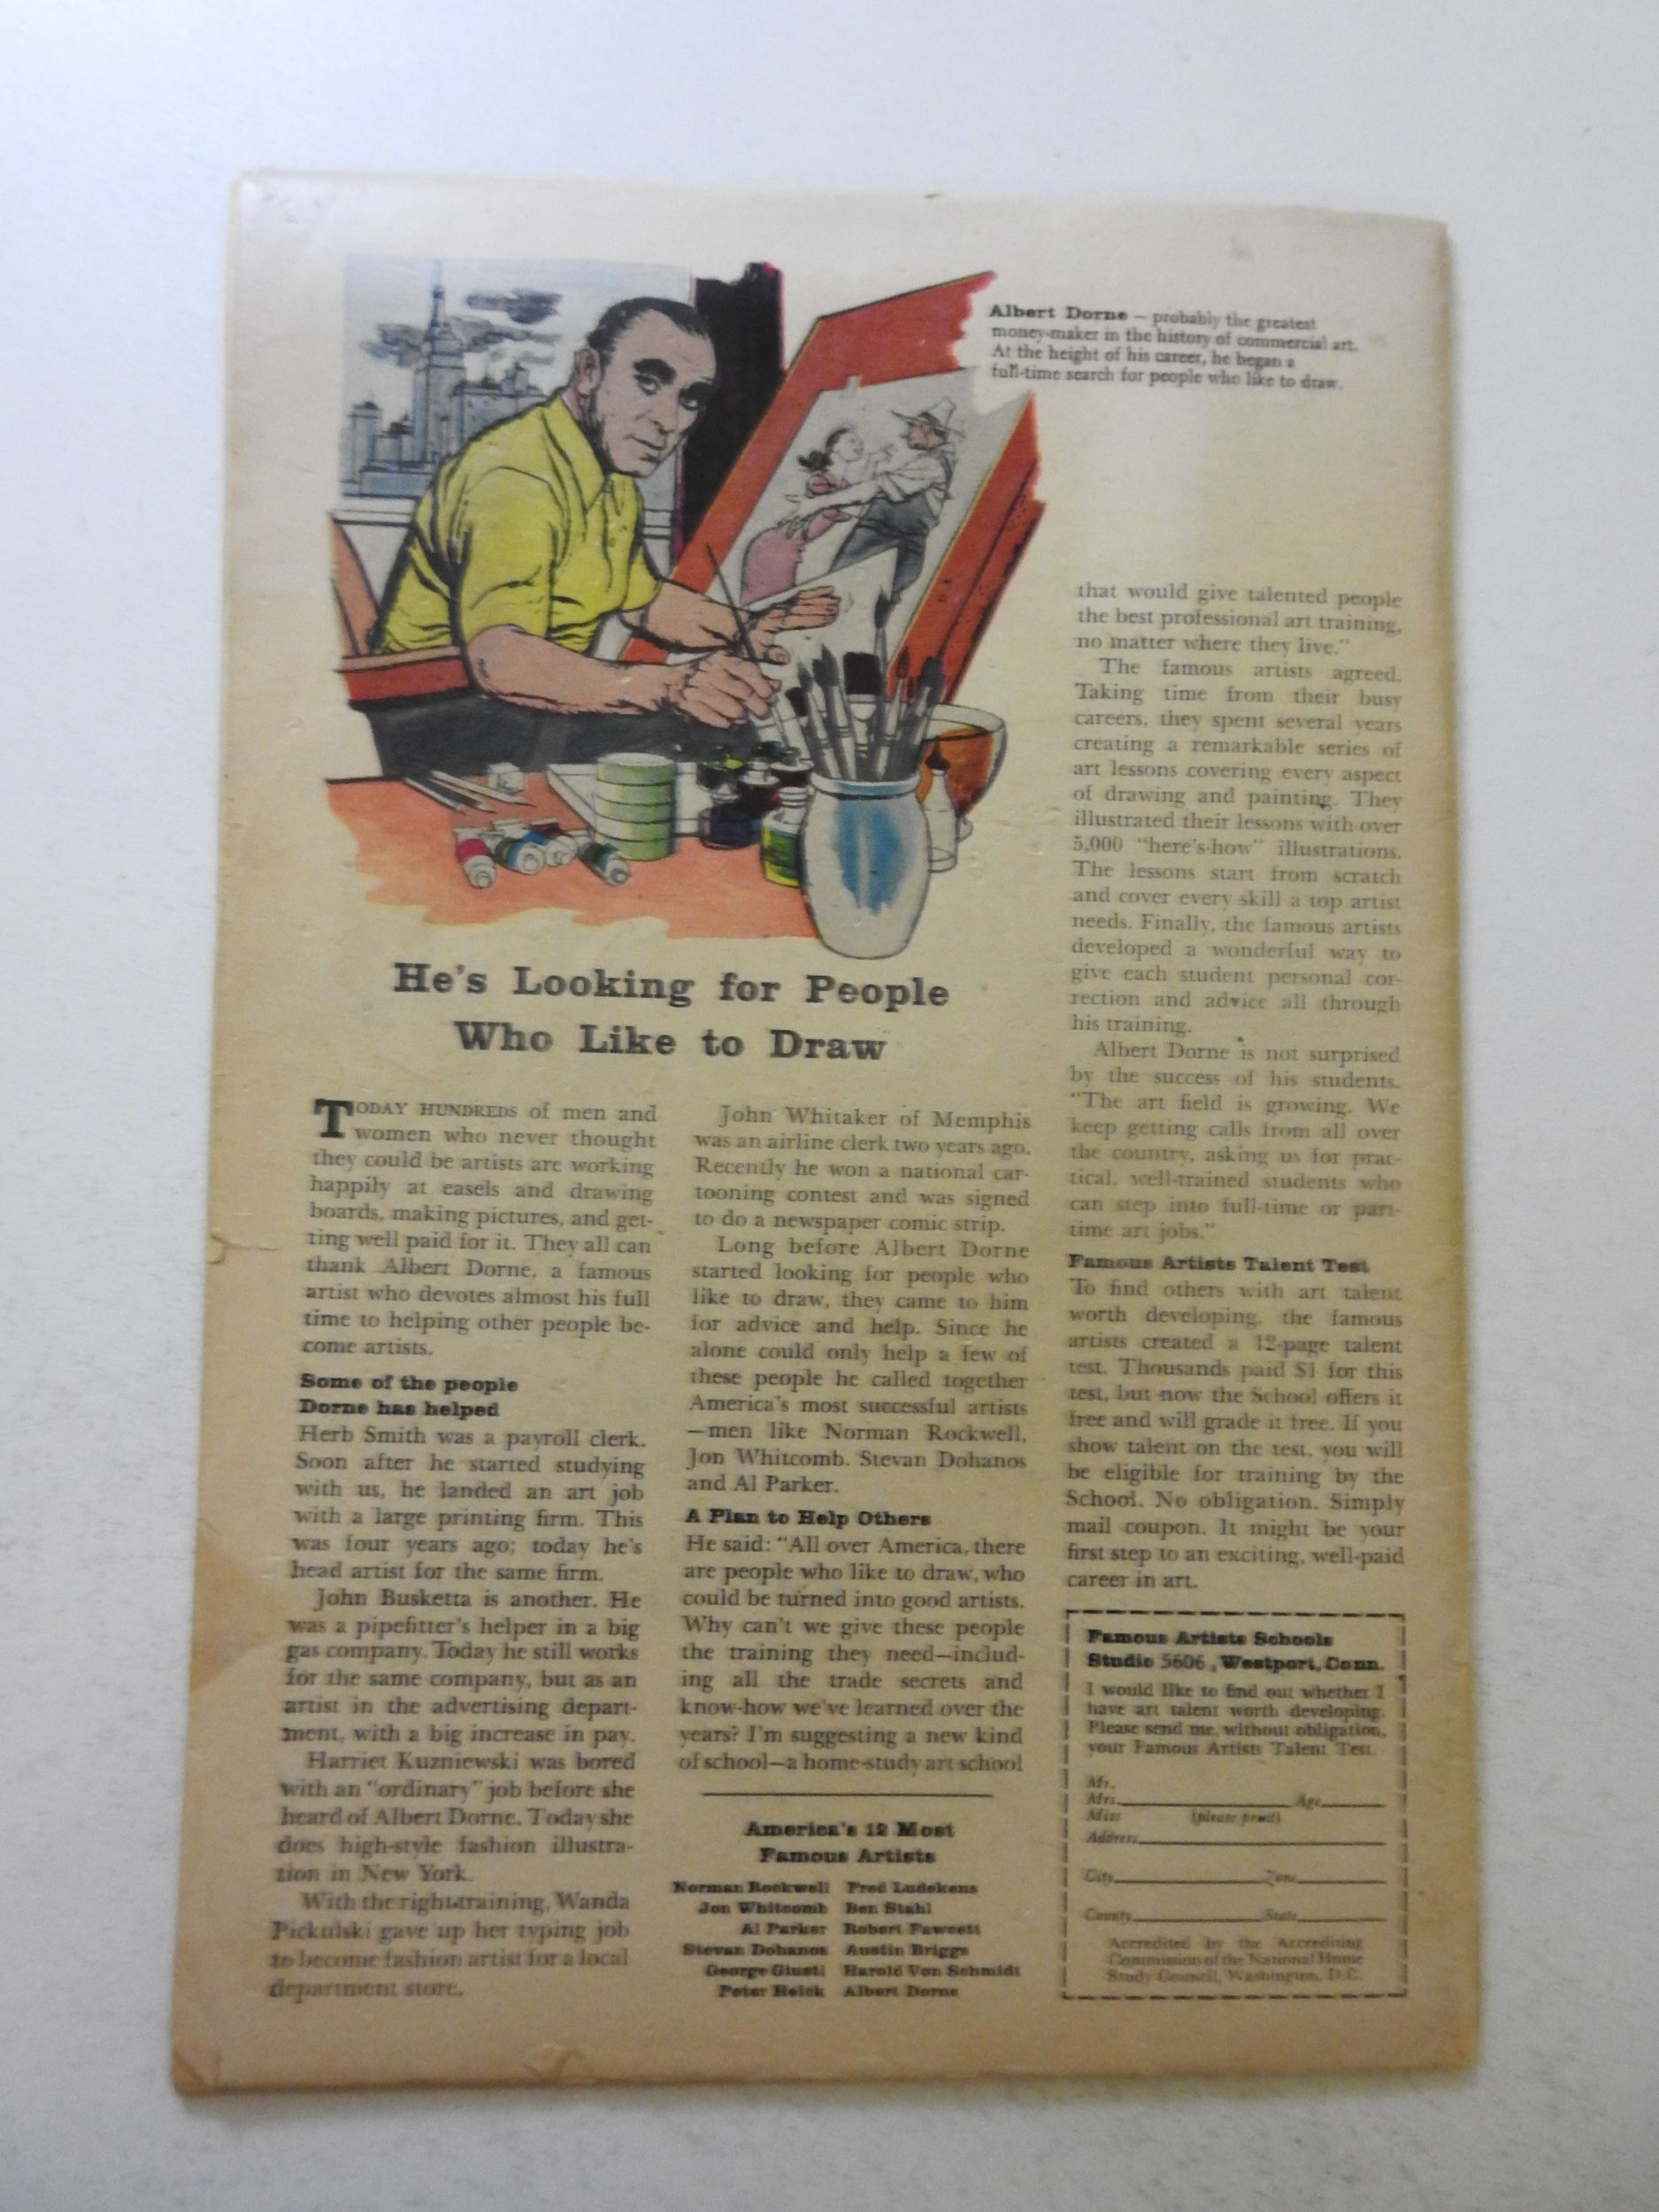 Albert Dorne — probably the greatest
money-maker in the history of commercial art.
At the height of his career, he began a
full-time search for people who like to draw.
He's Looking for People
Who Like to Draw
TODAY HUNDREDS of men and
women who never thought
they could be artists are working
happily at easels and drawing
boards, making pictures, and get-
ting well paid for it. They all can
thank Albert Dorne, a famous
artist who devotes almost his full
time to helping other people be-
come artists.
Some of the people
Dorne has helped
Herb Smith was a payroll clerk.
Soon after he started studying
with us, he landed an art job
with a large printing firm. This
was four years ago; today he's
head artist for the same firm.
John Busketta is another. He
was a pipefitter's helper in a big
gas company. Today he still works
for the same company, but as an
artist in the advertising depart-
ment, with a big increase in pay.
Harriet Kuzniewski was bored
with an "ordinary" job before she
heard of Albert Dorne. Today she
does high-style fashion illustra-
tion in New York.
With the right training, Wanda
Pickulski gave up her typing job
to become fashion artist for a local
department store.
John Whitaker of Memphis
was an airline clerk two years ago.
Recently he won a national car-
tooning contest and was signed
to do a newspaper comic strip.
Long before Albert Dorne
started looking for people who
like to draw, they came to him
for advice and help. Since he
alone could only help a few of
these people he called together
America's most successful artists
—men like Norman Rockwell,
Jon Whitcomb, Stevan Dohanos
and Al Parker.
A Plan to Help Others
He said: "All over America, there
are people who like to draw, who
could be turned into good artists.
Why can't we give these people
the training they need—includ-
ing all the trade secrets and
know-how we've learned over the
years? I'm suggesting a new kind
of school—a home-study art school
America's 12 Most
Famous Artists
Norman Rockwell Fred Ludekens
Jon Whitcomb Ben Stahl
Al Parker Robert Fawcett
Stevan Dohanos Austin Briggs
George Giusti Harold Von Schmidt
Peter Helck Albert Dorne
that would give talented people
the best professional art training,
no matter where they live."
The famous artists agreed.
Taking time from their busy
careers, they spent several years
creating a remarkable series of
art lessons covering every aspect
of drawing and painting. They
illustrated their lessons with over
5,000 "here's-how" illustrations.
The lessons start from scratch
and cover every skill a top artist
needs. Finally, the famous artists
developed a wonderful way to
give each student personal cor-
rection and advice all through
his training.
Albert Dorne is not surprised
by the success of his students.
"The art field is growing. We
keep getting calls from all over
the country, asking us for prac-
tical, well-trained students who
can step into full-time or part-
time art jobs."
Famous Artists Talent Test
To find others with art talent
worth developing, the famous
artists created a 12-page talent
test. Thousands paid $1 for this
test, but now the School offers it
free and will grade it free. If you
show talent on the test, you will
be eligible for training by the
School. No obligation. Simply
mail coupon. It might be your
first step to an exciting, well-paid
career in art.
Famous Artists Schools
Studio 5606, Westport, Conn.
I would like to find out whether I
have art talent worth developing.
Please send me, without obligation,
your Famous Artists Talent Test.
Mr.
Mrs. Age
Miss (please print)
Address
City Zone
County State
Accredited by the Accrediting
Commission of the National Home
Study Council, Washington, D.C.